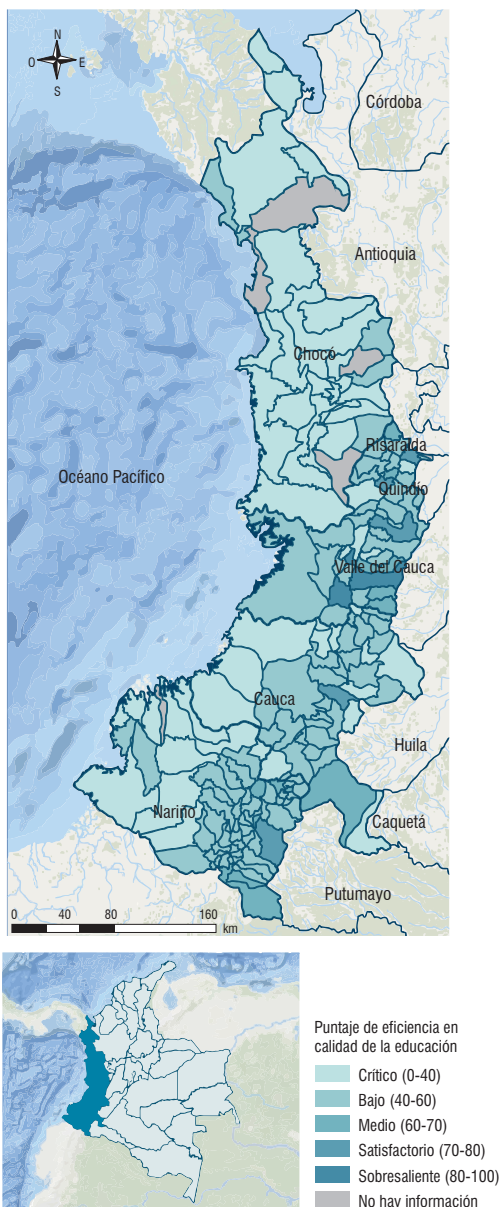 N
O E
S
Córdoba
Antioquia
Chocó
Risaralda
Océano Pacífico
Quindío
Valle del Cauca
Cauca
Huila
Nariño
Caquetá
Putumayo
0 40 80 160
km
Puntaje de eficiencia en
calidad de la educación
Crítico (0-40)
Bajo (40-60)
Medio (60-70)
Satisfactorio (70-80)
Sobresaliente (80-100)
No hay información